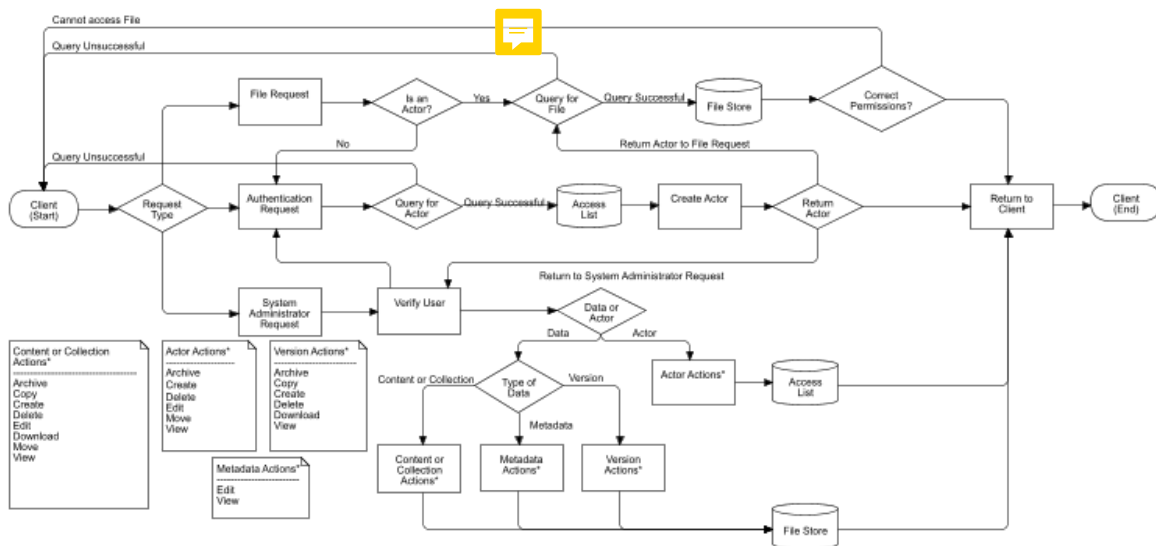 Cannot access File
Query Unsuccessful
File Request
Is an
Actor?
Yes
Query for
File
Query Successful
File Store
Correct
Permissions?
No
Return Actor to File Request
Query Unsuccessful
Client
(Start)
Request
Type
Authentication
Request
Query for
Actor
Query Successful
Access
List
Create Actor
Return
Actor
Return to
Client
Client
(End)
Return to System Administrator Request
System
Administrator
Request
Verify User
Data or
Actor
Data
Actor
Content or Collection
Type of
Data
Version
Metadata
Actor Actions*
Access
List
Content or
Collection
Actions*
Metadata
Actions*
Version
Actions*
File Store
Content or Collection
Actions*
------------------------------------
Archive
Copy
Create
Delete
Edit
Download
Move
View
Actor Actions*
--------------------
Archive
Create
Delete
Edit
Move
View
Version Actions*
------------------------
Archive
Copy
Create
Delete
Download
View
Metadata Actions*
------------------------
Edit
View